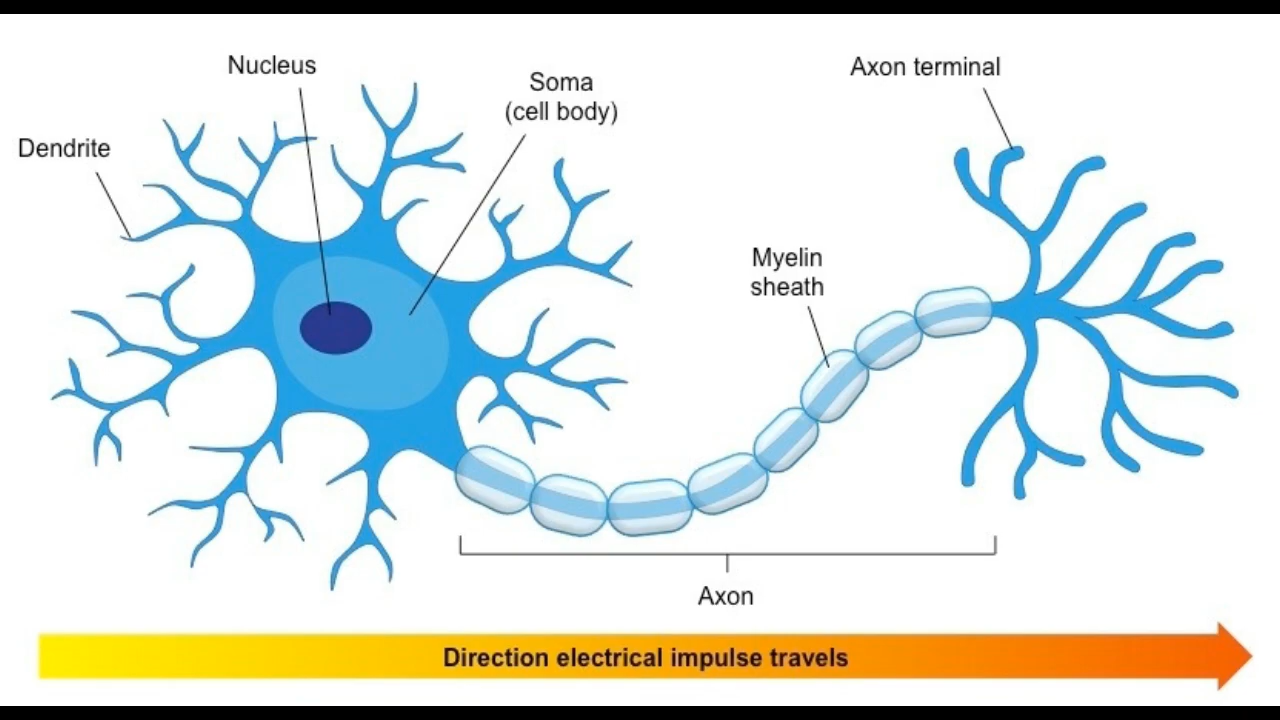 Nucleus
Soma
(cell body)
Axon terminal
Dendrite
Myelin
sheath
Axon
Direction electrical impulse travels